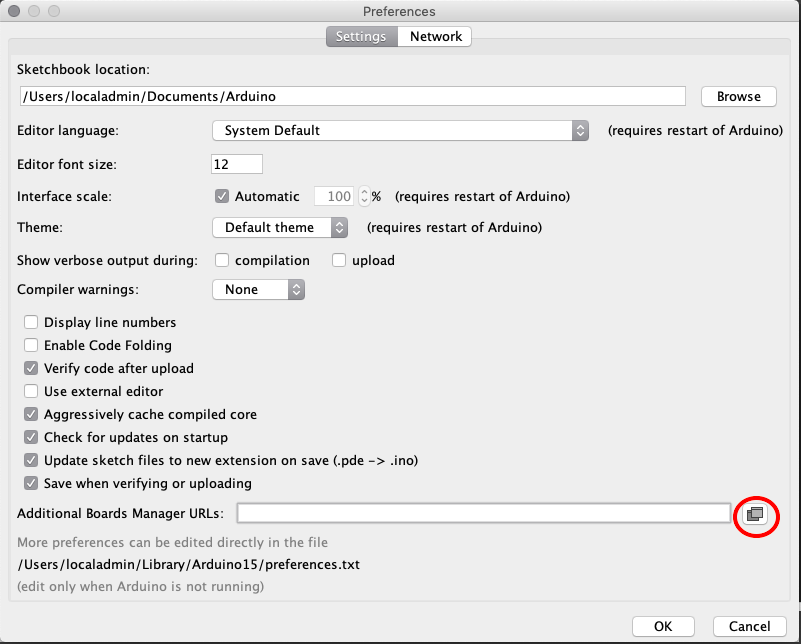 Preferences
Settings Network
Sketchbook location:
/Users/localadmin/Documents/Arduino Browse
Editor language: System Default (requires restart of Arduino)
Editor font size: 12
Interface scale: Automatic 100 % (requires restart of Arduino)
Theme: Default theme (requires restart of Arduino)
Show verbose output during: compilation upload
Compiler warnings: None
Display line numbers
Enable Code Folding
Verify code after upload
Use external editor
Aggressively cache compiled core
Check for updates on startup
Update sketch files to new extension on save (.pde -> .ino)
Save when verifying or uploading
Additional Boards Manager URLs:
More preferences can be edited directly in the file
/Users/localadmin/Library/Arduino15/preferences.txt
(edit only when Arduino is not running)
OK Cancel